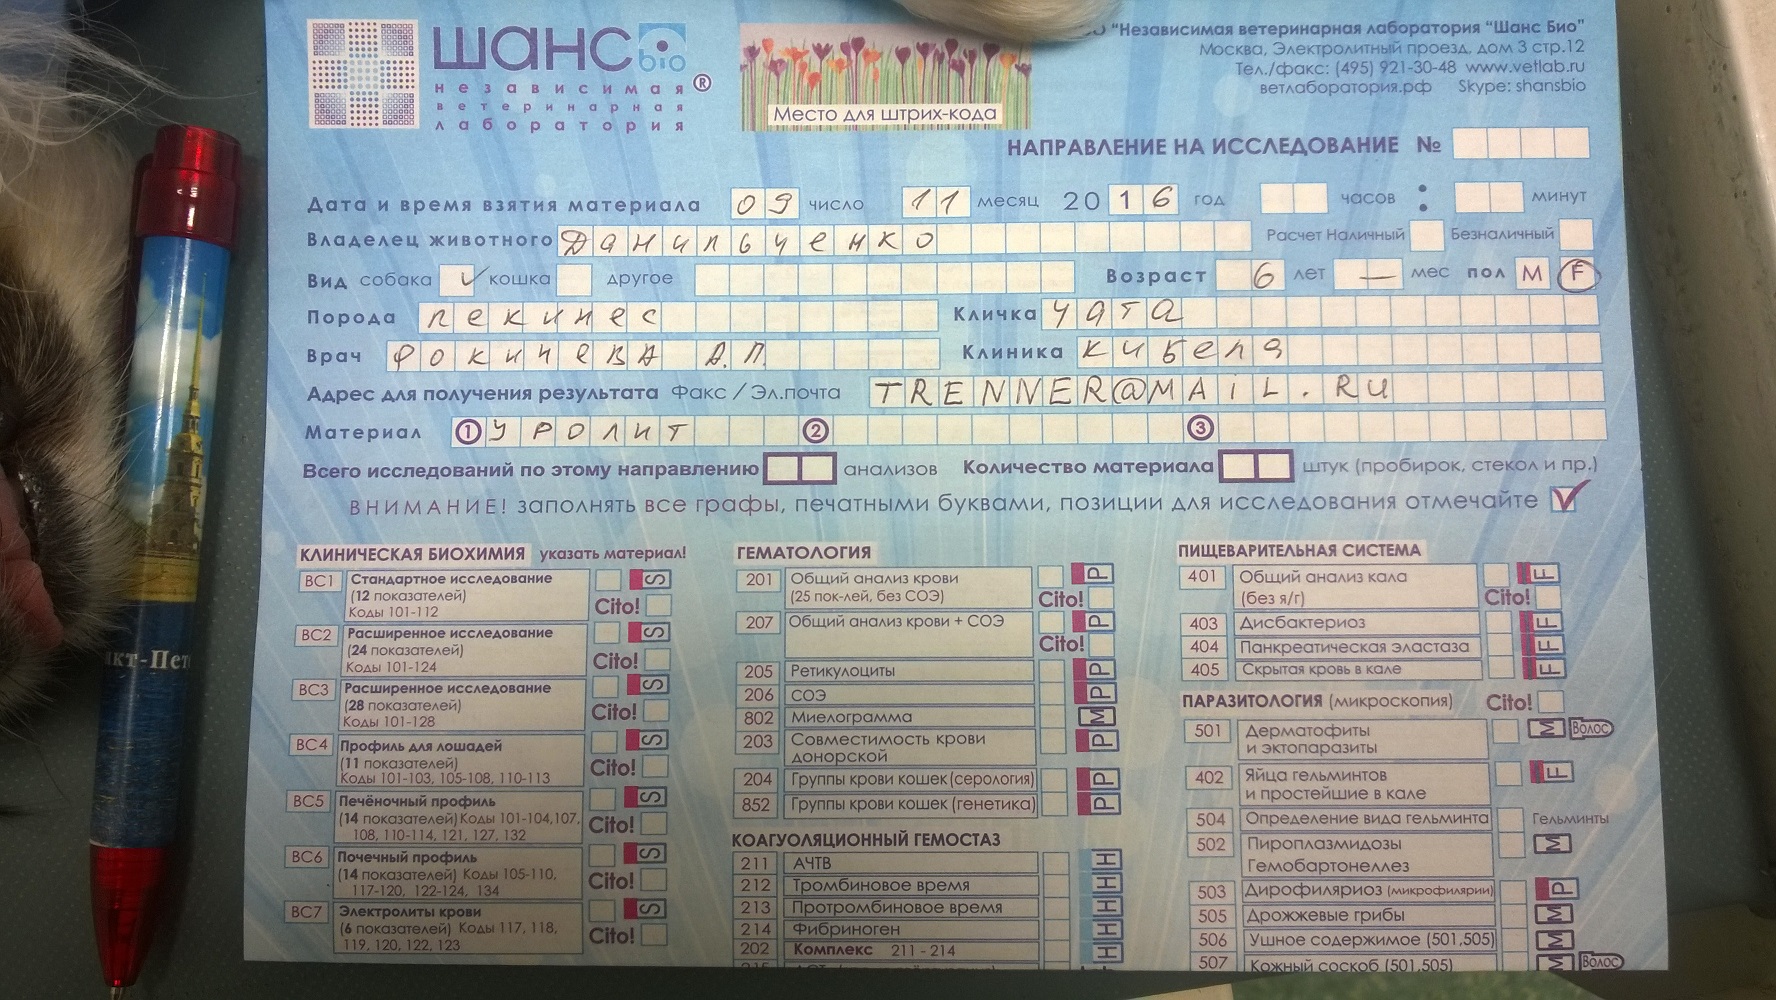 шанс bio ®
независимая
ветеринарная
лаборатория
Место для штрих-кода
"Независимая ветеринарная лаборатория "Шанс Био"
Москва, Электролитный проезд, дом 3 стр.12
Тел./факс: (495) 921-30-48 www.vetlab.ru
ветлаборатория.рф Skype: shansbio
НАПРАВЛЕНИЕ НА ИССЛЕДОВАНИЕ №
Дата и время взятия материала 09 число 11 месяц 2016 год часов : минут
Владелец животного Данильченко Расчет Наличный Безналичный
Вид собака ✓ кошка другое Возраст 6 лет — мес пол M F
Порода пекинес Кличка Чата
Врач Фокичева А.П. Клиника Кибела
Адрес для получения результата Факс / Эл.почта TRENNER@MAiL.RU
Материал 1 Уролит 2 3
Всего исследований по этому направлению анализов Количество материала штук (пробирок, стекол и пр.)
ВНИМАНИЕ! заполнять все графы, печатными буквами, позиции для исследования отмечайте ✓
КЛИНИЧЕСКАЯ БИОХИМИЯ указать материал!
BC1 Стандартное исследование S
(12 показателей) Cito!
Коды 101-112
BC2 Расширенное исследование S
(24 показателей) Cito!
Коды 101-124
BC3 Расширенное исследование S
(28 показателей) Cito!
Коды 101-128
BC4 Профиль для лошадей S
(11 показателей) Cito!
Коды 101-103, 105-108, 110-113
BC5 Печёночный профиль S
(14 показателей) Коды 101-104,107, Cito!
108, 110-114, 121, 127, 132
BC6 Почечный профиль S
(14 показателей) Коды 105-110, Cito!
117-120, 122-124, 134
BC7 Электролиты крови S
(6 показателей) Коды 117, 118, Cito!
119, 120, 122, 123
ГЕМАТОЛОГИЯ
201 Общий анализ крови P
(25 пок-лей, без СОЭ) Cito!
207 Общий анализ крови + СОЭ P
Cito!
205 Ретикулоциты P
206 СОЭ P
802 Миелограмма M
203 Совместимость крови P
донорской
204 Группы крови кошек (серология) P
852 Группы крови кошек (генетика) P
КОАГУОЛЯЦИОННЫЙ ГЕМОСТАЗ
211 АЧТВ H
212 Тромбиновое время H
213 Протромбиновое время H
214 Фибриноген H
202 Комплекс 211 - 214 H
ПИЩЕВАРИТЕЛЬНАЯ СИСТЕМА
401 Общий анализ кала F
(без я/г) Cito!
403 Дисбактериоз F
404 Панкреатическая эластаза F
405 Скрытая кровь в кале F
ПАРАЗИТОЛОГИЯ (микроскопия) Cito!
501 Дерматофиты M Волос
и эктопаразиты
402 Яйца гельминтов F
и простейшие в кале
504 Определение вида гельминта Гельминты
502 Пироплазмидозы M
Гемобартонеллез
503 Дирофиляриоз (микрофилярии) P
505 Дрожжевые грибы M
506 Ушное содержимое (501,505) M
507 Кожный соскоб (501,505) M Волос